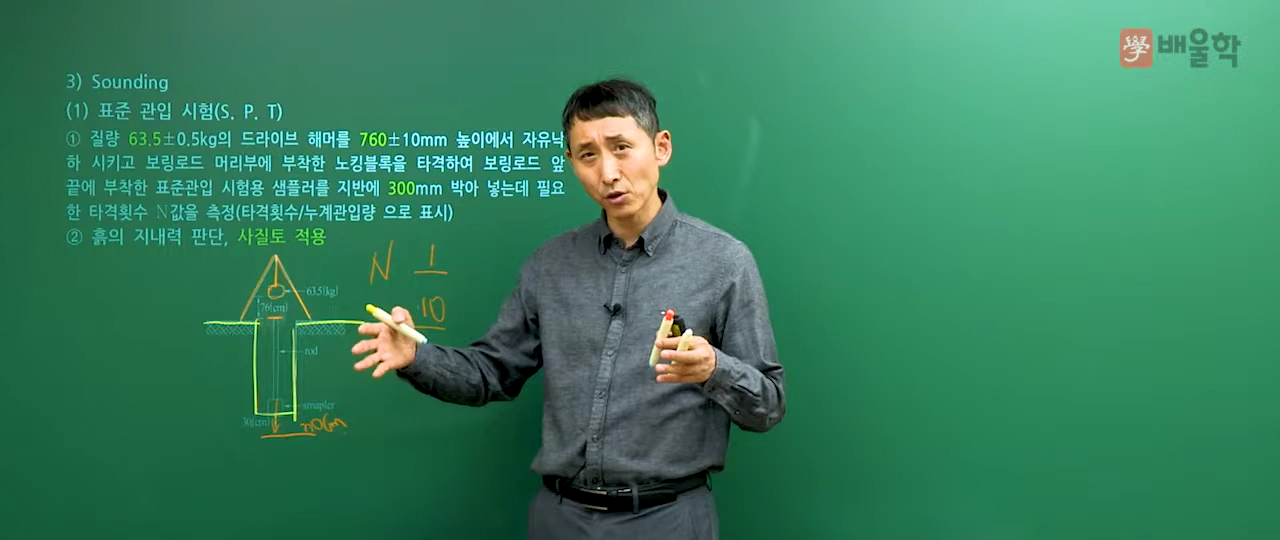 學 배울학
3) Sounding
(1) 표준 관입 시험(S. P. T)
① 질량 63.5±0.5kg의 드라이브 해머를 760±10mm 높이에서 자유낙
하 시키고 보링로드 머리부에 부착한 노킹블록을 타격하여 보링로드 앞
끝에 부착한 표준관입 시험용 샘플러를 지반에 300mm 박아 넣는데 필요
한 타격횟수 N값을 측정(타격횟수/누계관입량 으로 표시)
② 흙의 지내력 판단, 사질토 적용
N 1
63.5[kg]
76[cm]
10
rod
smapler
30[cm]